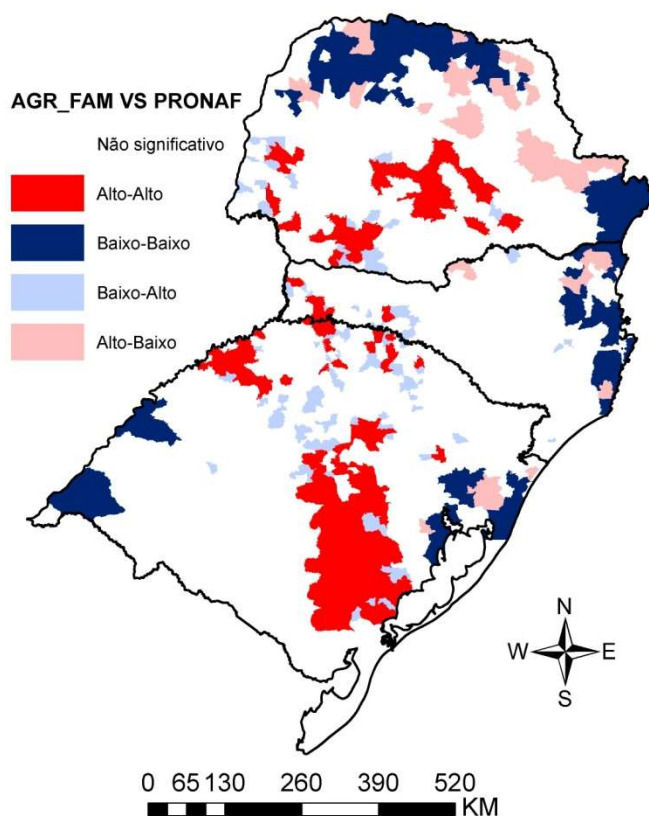 AGR_FAM VS PRONAF
Não significativo
Alto-Alto
Baixo-Baixo
Baixo-Alto
Alto-Baixo
N
W E
S
0 65 130 260 390 520
KM